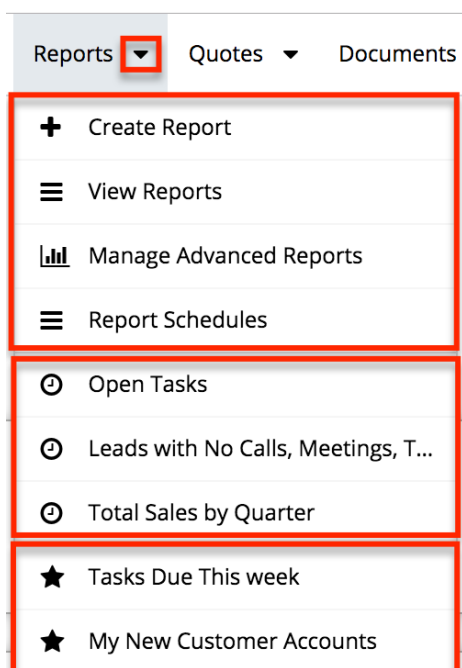 Reports Quotes Documents
Create Report
View Reports
Manage Advanced Reports
Report Schedules
Open Tasks
Leads with No Calls, Meetings, T...
Total Sales by Quarter
Tasks Due This week
My New Customer Accounts